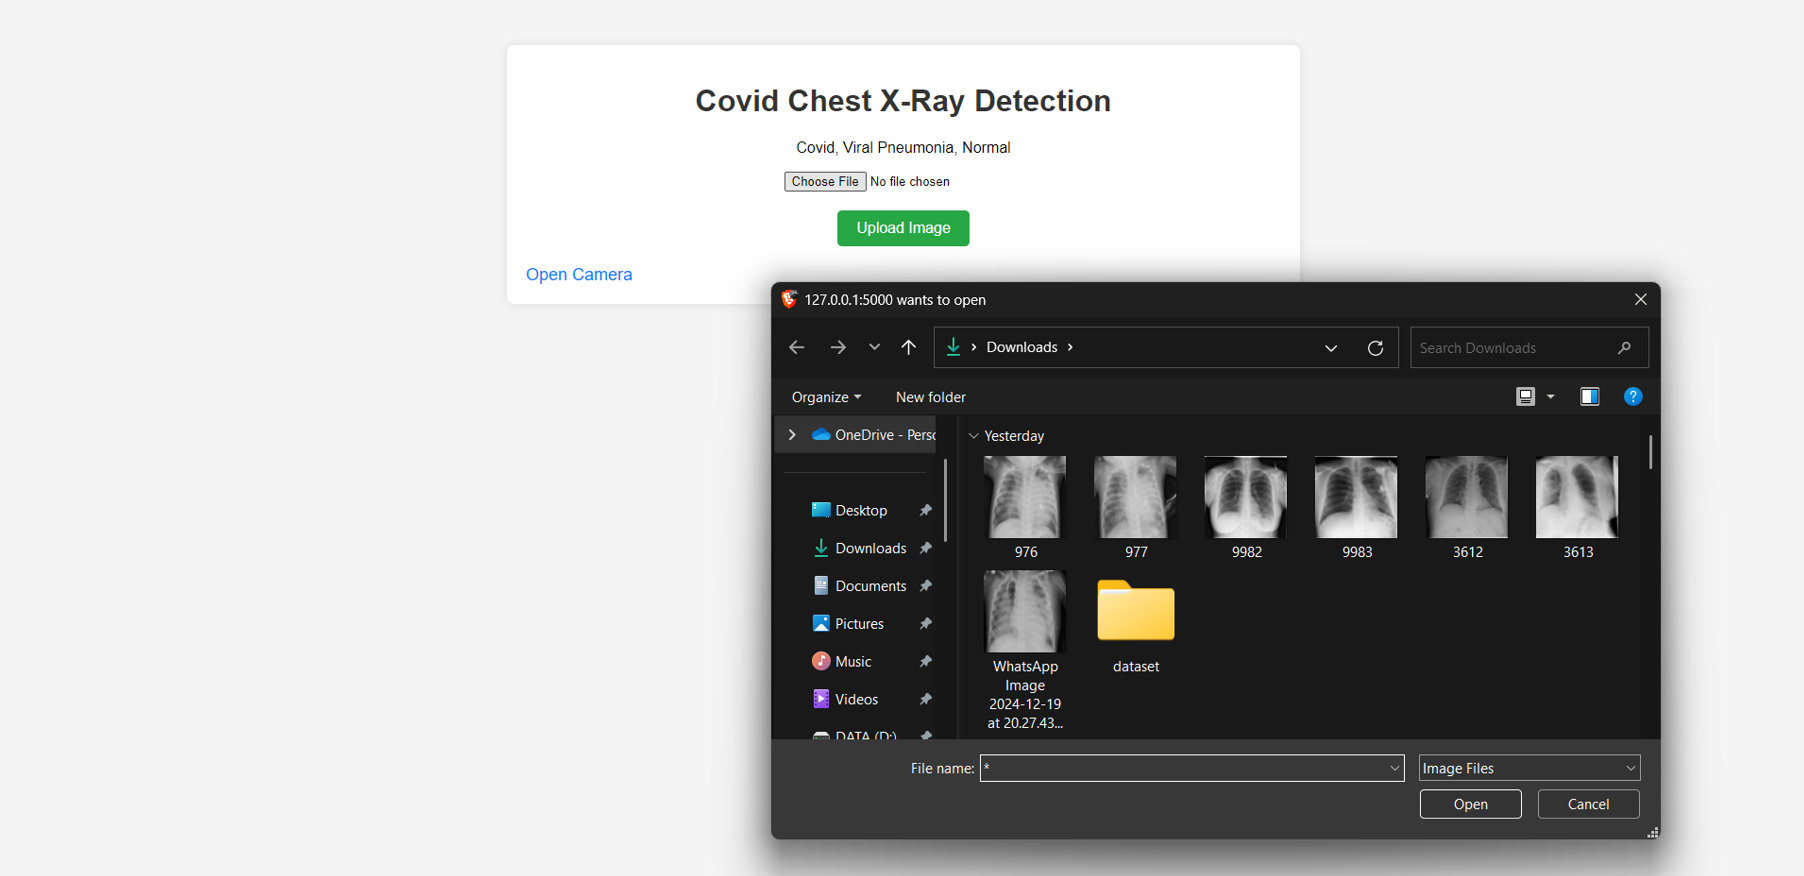 Covid Chest X-Ray Detection
Covid, Viral Pneumonia, Normal
Choose File No file chosen
Upload Image
Open Camera
127.0.0.1:5000 wants to open
Downloads
Search Downloads
Organize
New folder
OneDrive - Perso
Desktop
Downloads
Documents
Pictures
Music
Videos
DATA (D:)
Yesterday
976
977
9982
9983
3612
3613
WhatsApp
Image
2024-12-19
at 20.27.43...
dataset
File name: *
Image Files
Open
Cancel